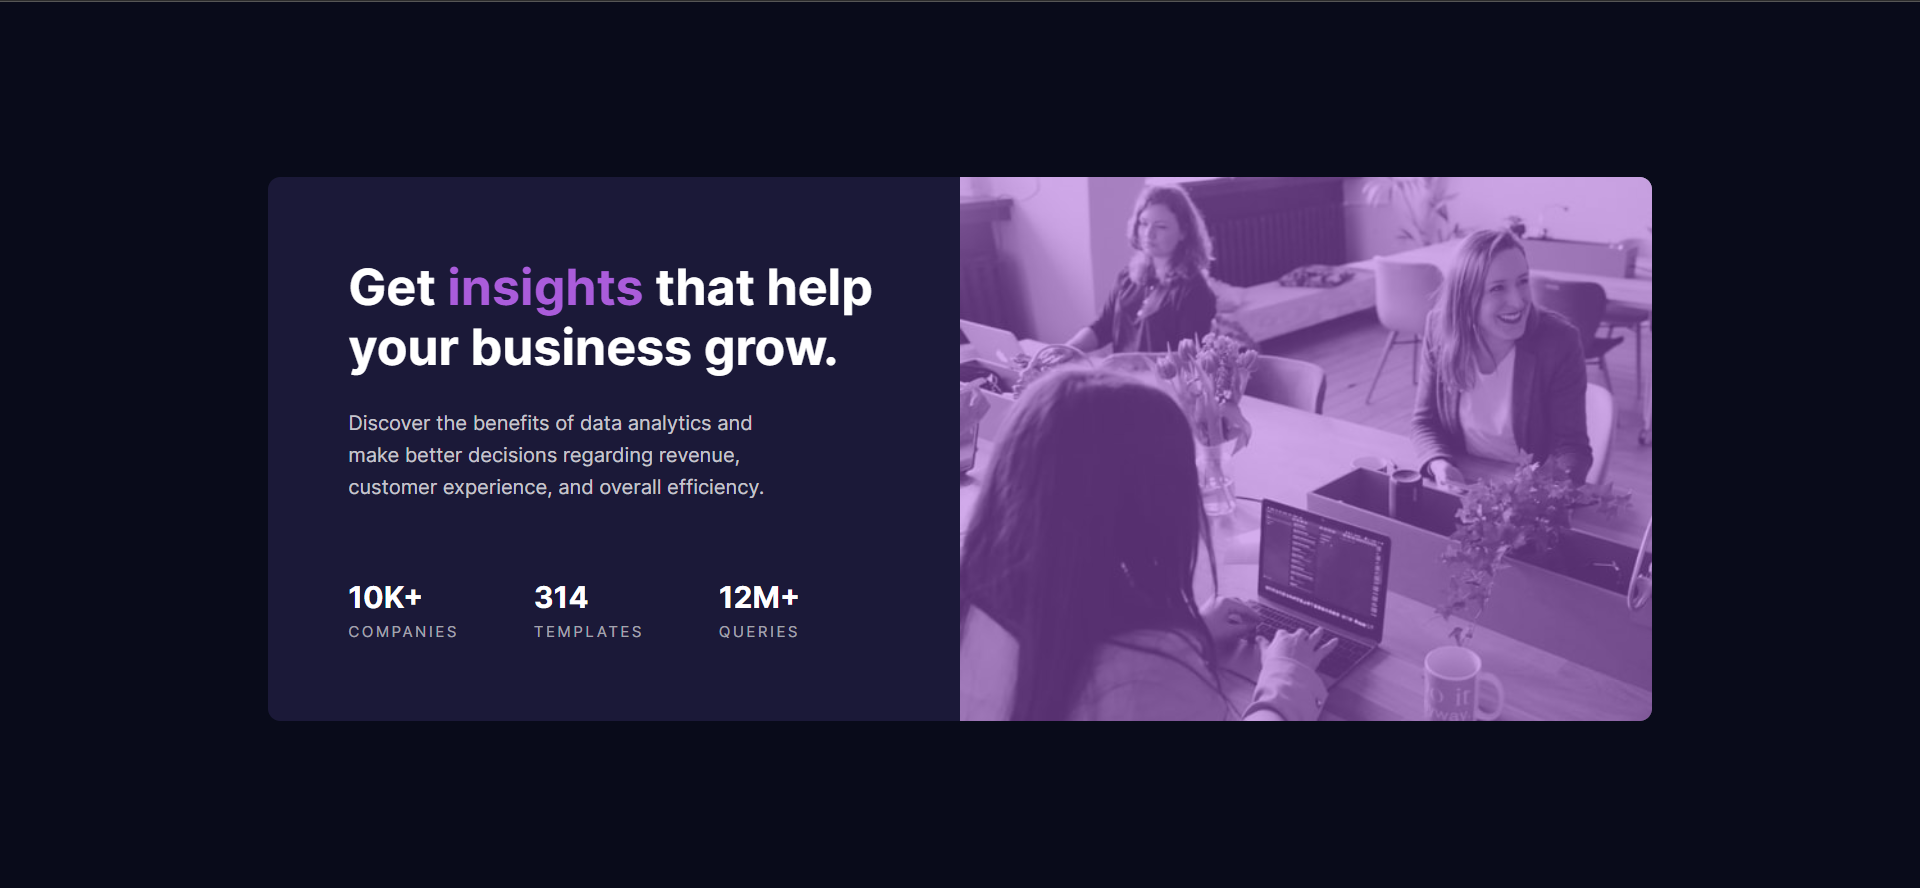 Get insights that help
your business grow.
Discover the benefits of data analytics and
make better decisions regarding revenue,
customer experience, and overall efficiency.
10K+ 314 12M+
COMPANIES TEMPLATES QUERIES